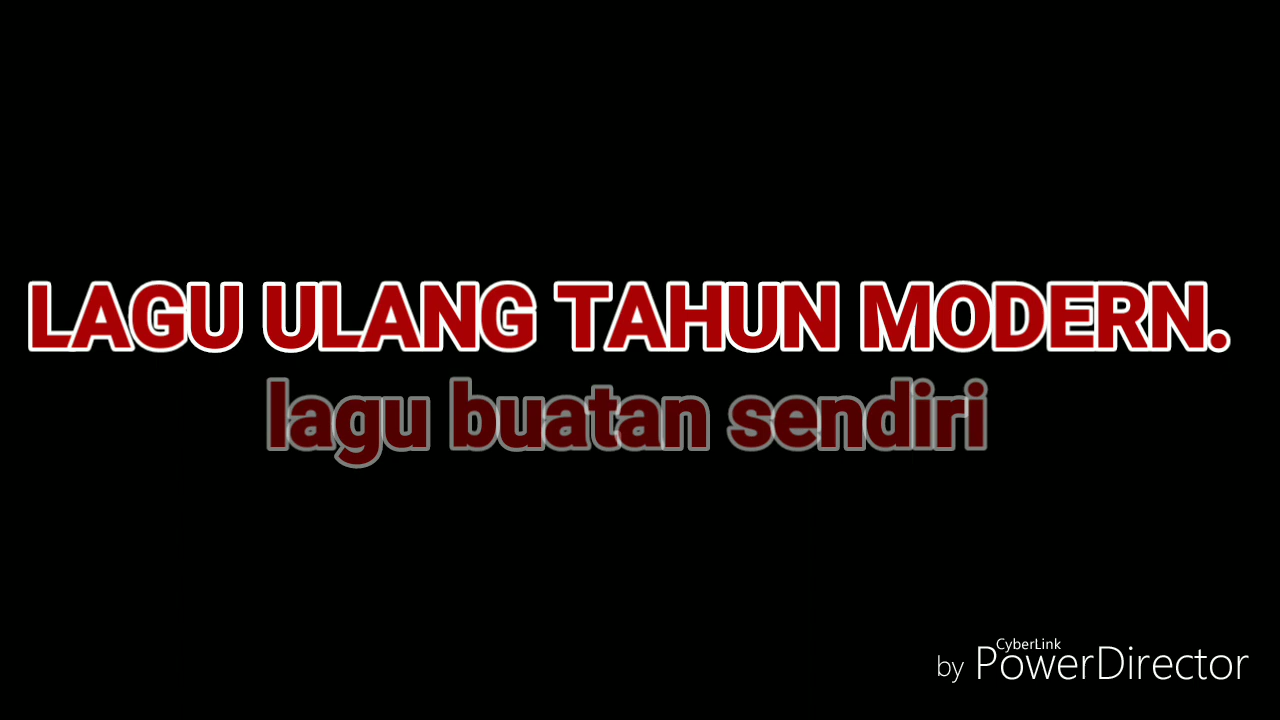 LAGU ULANG TAHUN MODERN.
lagu buatan sendiri
CyberLink
by PowerDirector